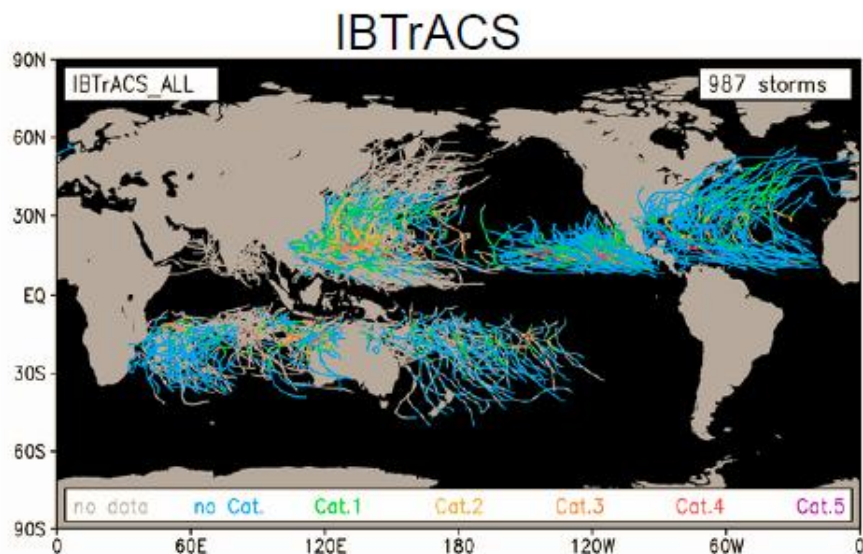 IBTrACS
90N
IBTrACS_ALL
987 storms
60N
30N
EQ
30S
60S
no data no Cat. Cat.1 Cat.2 Cat.3 Cat.4 Cat.5
90S
0 60E 120E 180 120W 60W 0